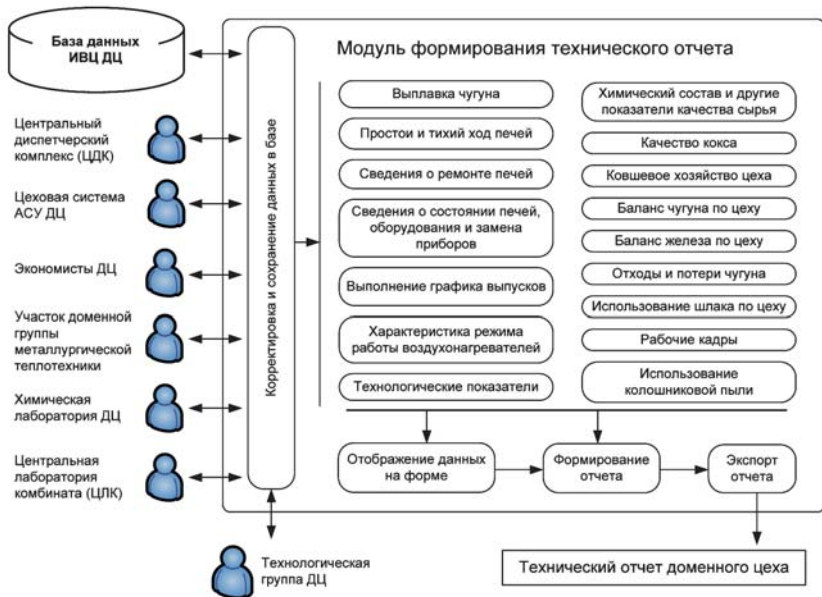 База данных
ИВЦ ДЦ
Центральный
диспетчерский
комплекс (ЦДК)
Цеховая система
АСУ ДЦ
Экономисты ДЦ
Участок доменной
группы
металлургической
теплотехники
Химическая
лаборатория ДЦ
Центральная
лаборатория
комбината (ЦЛК)
Корректировка и сохранение данных в базе
Технологическая
группа ДЦ
Модуль формирования технического отчета
Выплавка чугуна
Простои и тихий ход печей
Сведения о ремонте печей
Сведения о состоянии печей,
оборудования и замена
приборов
Выполнение графика выпусков
Характеристика режима
работы воздухонагревателей
Технологические показатели
Химический состав и другие
показатели качества сырья
Качество кокса
Ковшевое хозяйство цеха
Баланс чугуна по цеху
Баланс железа по цеху
Отходы и потери чугуна
Использование шлака по цеху
Рабочие кадры
Использование
колошниковой пыли
Отображение данных
на форме
Формирование
отчета
Экспорт
отчета
Технический отчет доменного цеха